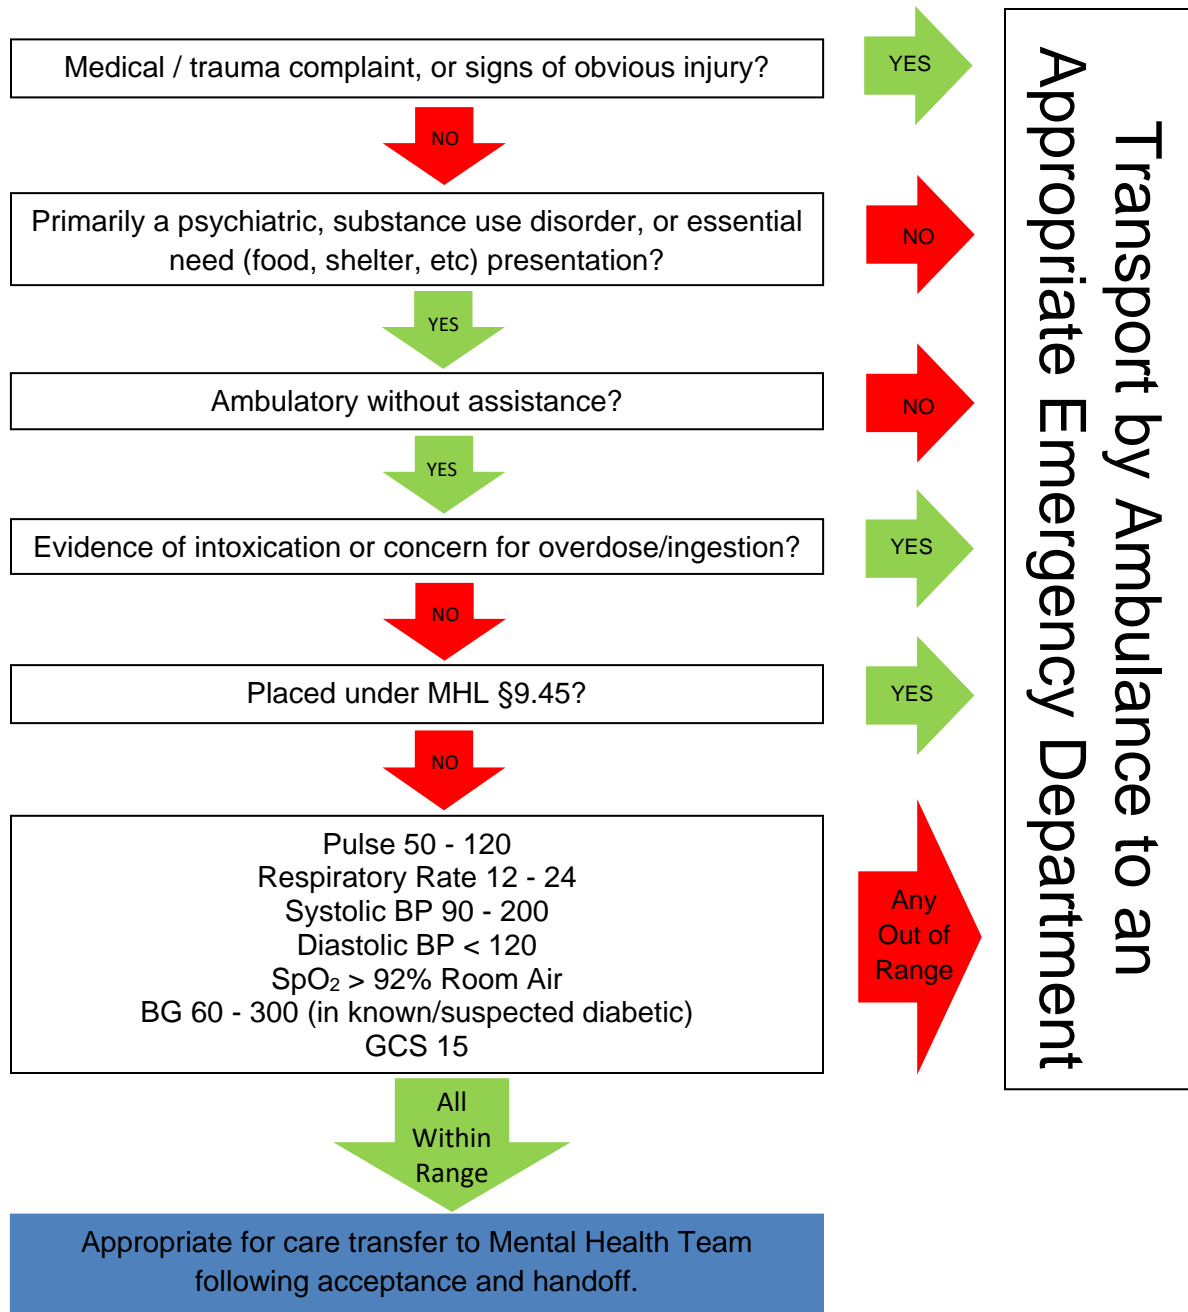 Medical / trauma complaint, or signs of obvious injury?
YES
NO
Primarily a psychiatric, substance use disorder, or essential
need (food, shelter, etc) presentation?
NO
YES
Ambulatory without assistance?
NO
YES
Evidence of intoxication or concern for overdose/ingestion?
YES
NO
Placed under MHL §9.45?
YES
NO
Pulse 50 - 120
Respiratory Rate 12 - 24
Systolic BP 90 - 200
Diastolic BP < 120
SpO₂ > 92% Room Air
BG 60 - 300 (in known/suspected diabetic)
GCS 15
Any
Out of
Range
All
Within
Range
Appropriate for care transfer to Mental Health Team
following acceptance and handoff.
Transport by Ambulance to an
Appropriate Emergency Department